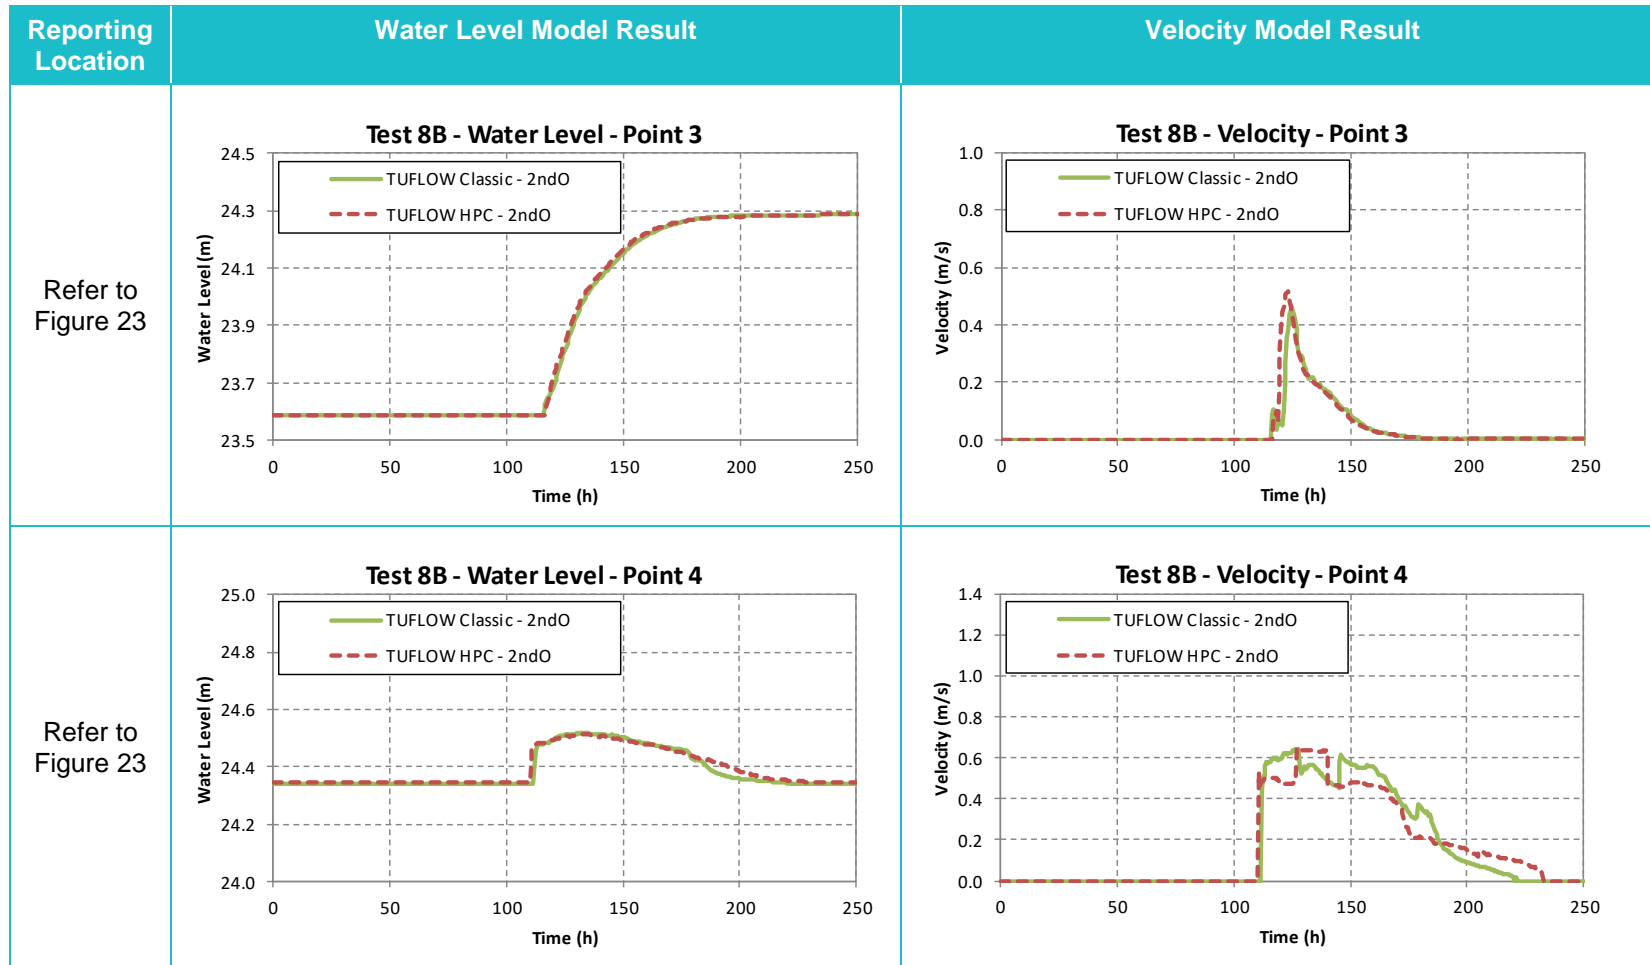 Reporting
Location
Water Level Model Result
Velocity Model Result
Refer to
Figure 23
Test 8B - Water Level - Point 3
TUFLOW Classic - 2ndO
TUFLOW HPC - 2ndO
Water Level (m)
24.5
24.3
24.1
23.9
23.7
23.5
0 50 100 150 200 250
Time (h)
Test 8B - Velocity - Point 3
TUFLOW Classic - 2ndO
TUFLOW HPC - 2ndO
Velocity (m/s)
1.0
0.8
0.6
0.4
0.2
0.0
0 50 100 150 200 250
Time (h)
Refer to
Figure 23
Test 8B - Water Level - Point 4
TUFLOW Classic - 2ndO
TUFLOW HPC - 2ndO
Water Level (m)
25.0
24.8
24.6
24.4
24.2
24.0
0 50 100 150 200 250
Time (h)
Test 8B - Velocity - Point 4
TUFLOW Classic - 2ndO
TUFLOW HPC - 2ndO
Velocity (m/s)
1.4
1.2
1.0
0.8
0.6
0.4
0.2
0.0
0 50 100 150 200 250
Time (h)